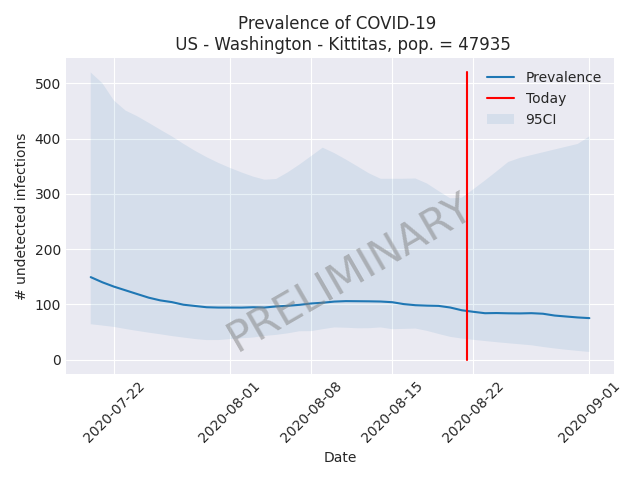 Prevalence of COVID-19
US - Washington - Kittitas, pop. = 47935
# undetected infections
500
400
300
200
100
0
Prevalence
Today
95CI
PRELIMINARY
2020-07-22
2020-08-01
2020-08-08
2020-08-15
2020-08-22
2020-09-01
Date